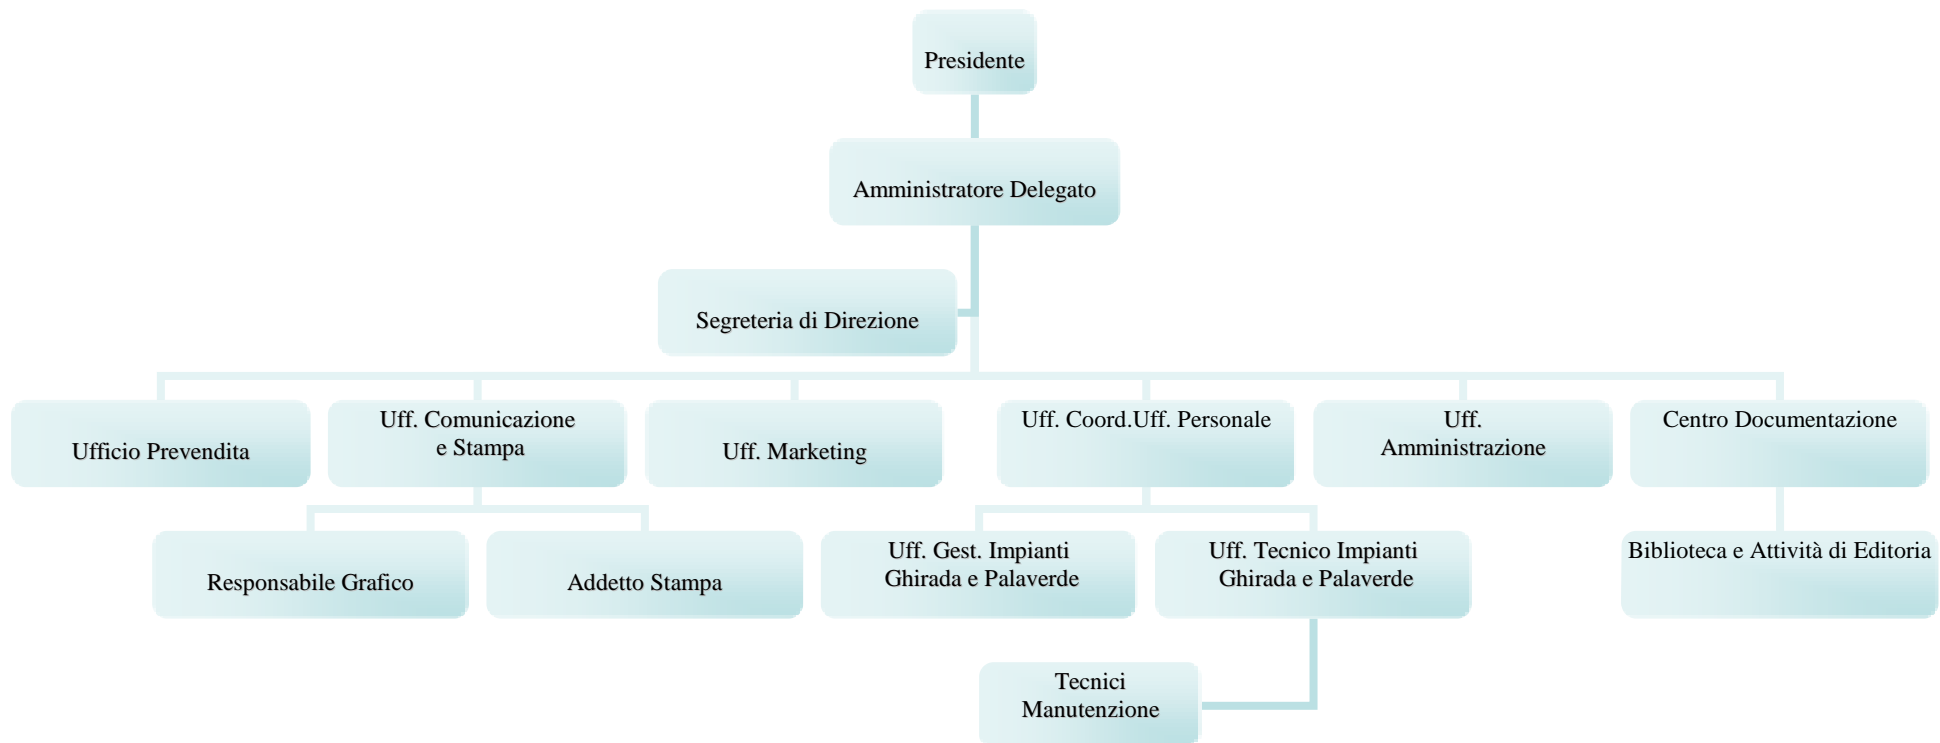 Presidente
Amministratore Delegato
Segreteria di Direzione
Ufficio Prevendita
Uff. Comunicazione
e Stampa
Uff. Marketing
Uff. Coord.Uff. Personale
Uff.
Amministrazione
Centro Documentazione
Responsabile Grafico
Addetto Stampa
Uff. Gest. Impianti
Ghirada e Palaverde
Uff. Tecnico Impianti
Ghirada e Palaverde
Biblioteca e Attività di Editoria
Tecnici
Manutenzione